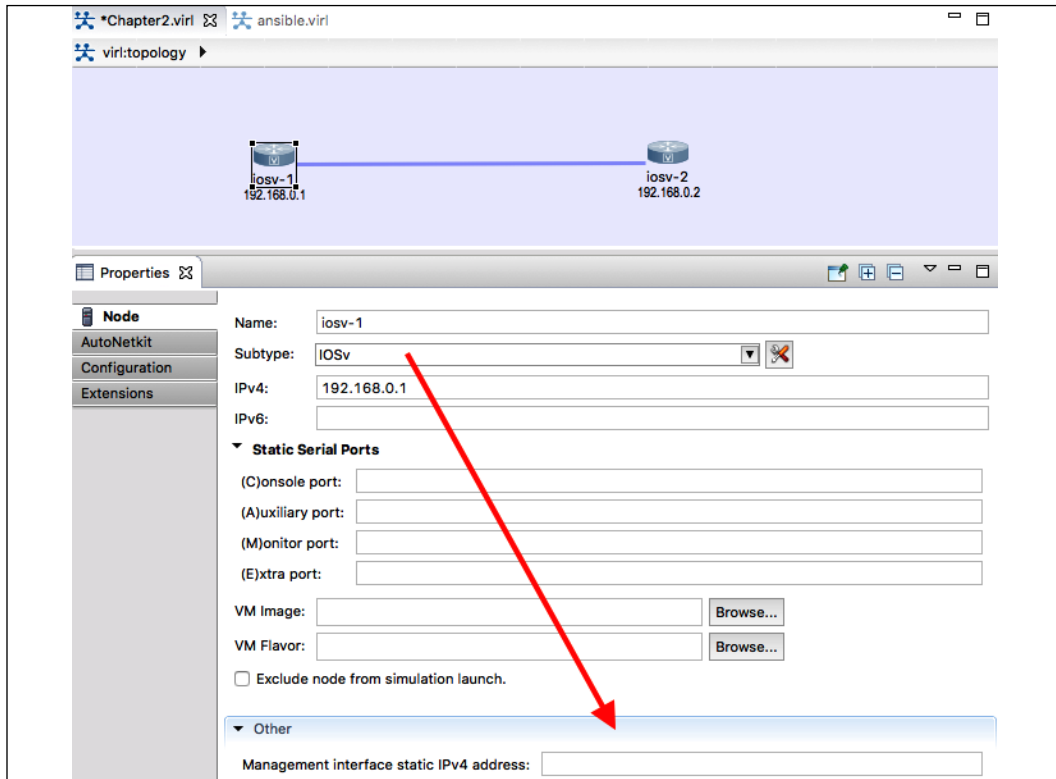 *Chapter2.virl ansible.virl
virl:topology
iosv-1 iosv-2
192.168.0.1 192.168.0.2
Properties
Node
AutoNetkit
Configuration
Extensions
Name: iosv-1
Subtype: IOSv
IPv4: 192.168.0.1
IPv6:
Static Serial Ports
(C)onsole port:
(A)uxiliary port:
(M)onitor port:
(E)xtra port:
VM Image: Browse...
VM Flavor: Browse...
Exclude node from simulation launch.
Other
Management interface static IPv4 address: